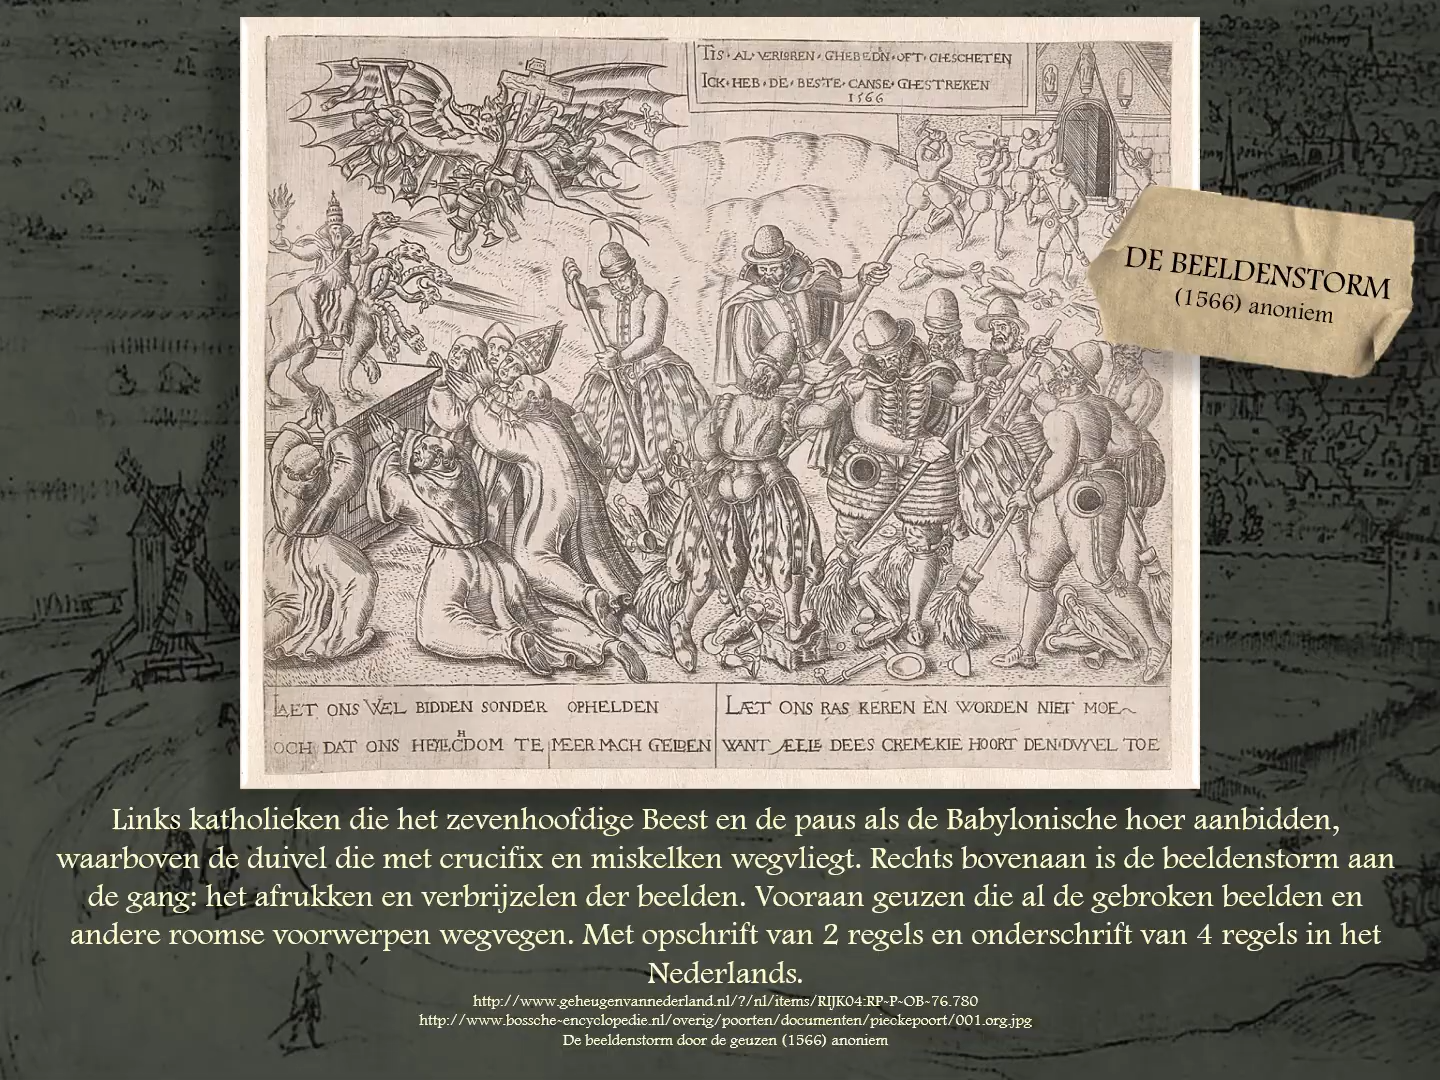 TIS · AL · VERLOREN · GHEBEDN · OFT · GHESCHETEN
ICK · HEB · DE · BESTE · CANSE · GHESTREKEN
1566
DE BEELDENSTORM
(1566) anoniem
LAET ONS WEL BIDDEN SONDER OPHELDEN
OCH DAT ONS HEYLICHDOM TE MEER MACH GELDEN
LÆT ONS RAS KEREN EN WORDEN NIET MOE~
WANT DEES CREMEKIE HOORT DEN DUVEL TOE
Links katholieken die het zevenhoofdige Beest en de paus als de Babylonische hoer aanbidden,
waarboven de duivel die met crucifix en miskelken wegvliegt. Rechts bovenaan is de beeldenstorm aan
de gang: het afrukken en verbrijzelen der beelden. Vooraan geuzen die al de gebroken beelden en
andere roomse voorwerpen wegvegen. Met opschrift van 2 regels en onderschrift van 4 regels in het
Nederlands.
http://www.geheugenvannederland.nl/?/nl/items/RIJK04:RP-P-OB-76.780
http://www.bossche-encyclopedie.nl/overig/poorten/documenten/pieckepoort/001.org.jpg
De beeldenstorm door de geuzen (1566) anoniem